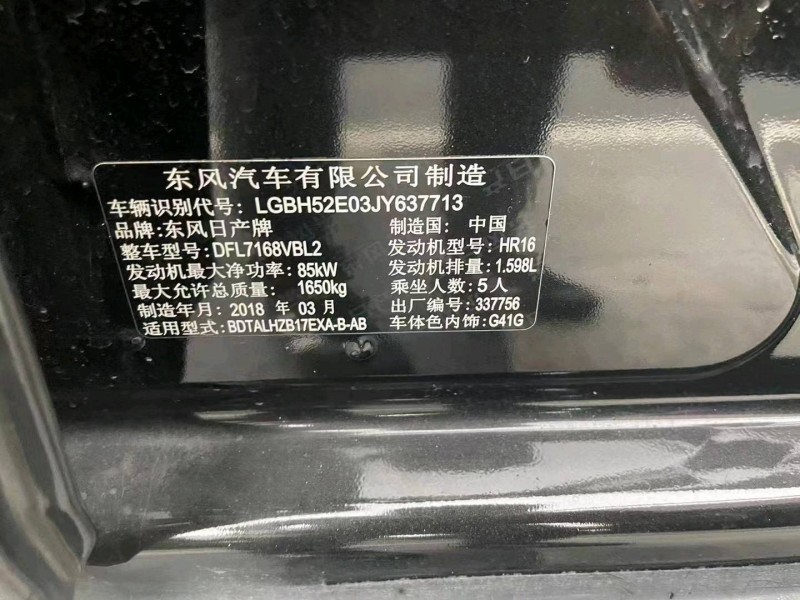 东风汽车有限公司制造
车辆识别代号：LGBH52E03JY637713
品牌：东风日产牌 制造国：中国
整车型号：DFL7168VBL2 发动机型号：HR16
发动机最大净功率：85kW 发动机排量：1.598L
最大允许总质量：1650kg 乘坐人数：5人
制造年月：2018 年 03 月 出厂编号：337756
适用型式：BDTALHZB17EXA-B-AB 车体色内饰：G41G